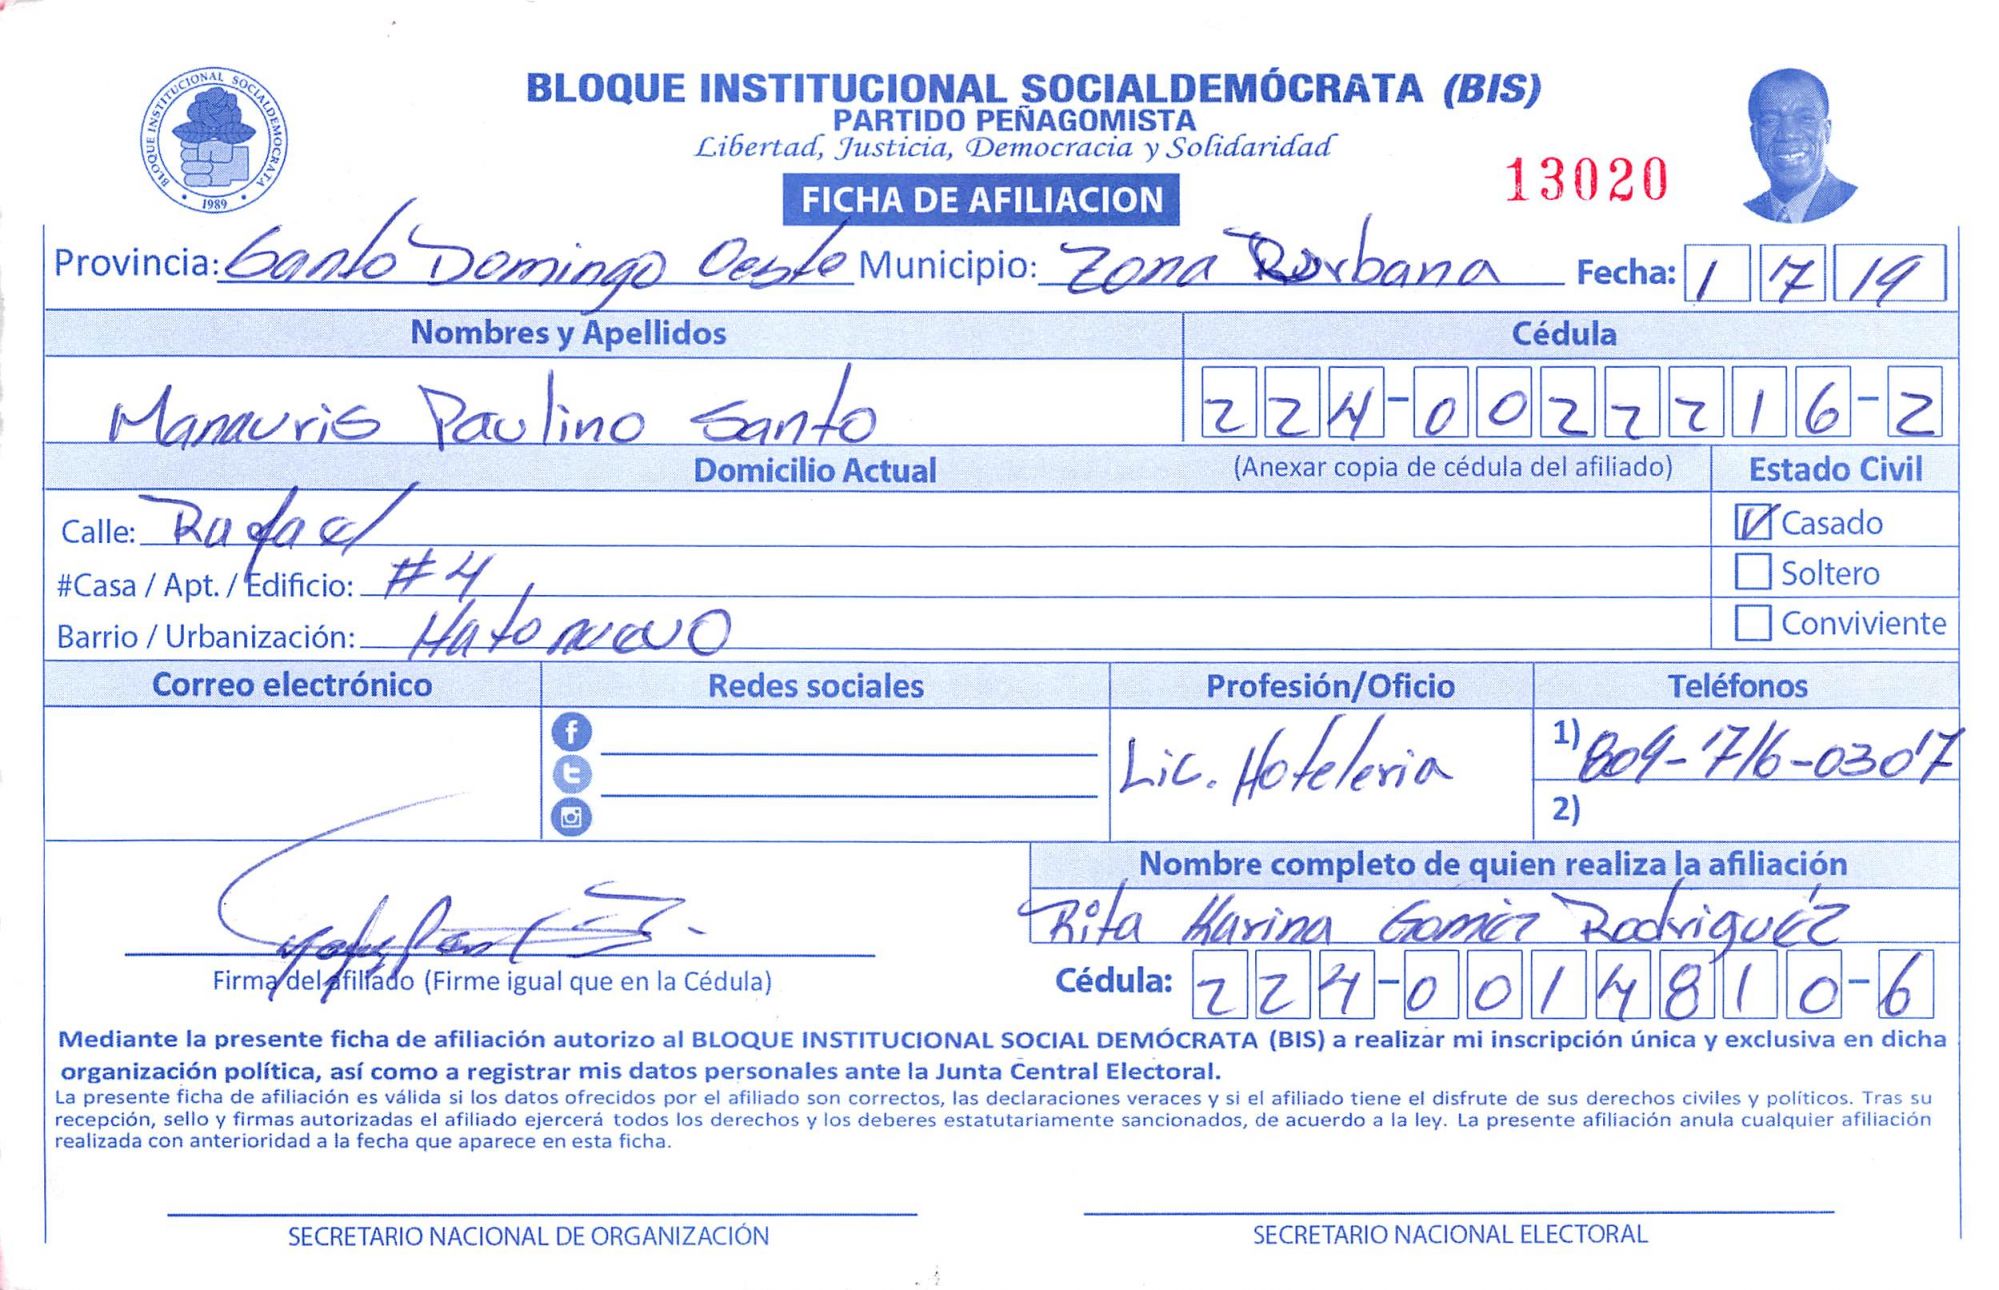 BLOQUE INSTITUCIONAL SOCIALDEMOCRATA
1989
BLOQUE INSTITUCIONAL SOCIALDEMÓCRATA (BIS)
PARTIDO PEÑAGOMISTA
Libertad, Justicia, Democracia y Solidaridad
13020
FICHA DE AFILIACION
Provincia: Santo Domingo Oeste Municipio: Zona Rurbana Fecha: 1 7 19
Nombres y Apellidos Cédula
Manauris Paulino Santo 224-0022216-2
Domicilio Actual (Anexar copia de cédula del afiliado) Estado Civil
Calle: Rafael Casado
#Casa / Apt. / Edificio: #4 Soltero
Barrio / Urbanización: Hato nuevo Conviviente
Correo electrónico Redes sociales Profesión/Oficio Teléfonos
Lic. Hoteleria 1) 809-716-0307
2)
Nombre completo de quien realiza la afiliación
Rita Karina Gomez Rodriguéz
Firma del afiliado (Firme igual que en la Cédula) Cédula: 224-0014810-6
Mediante la presente ficha de afiliación autorizo al BLOQUE INSTITUCIONAL SOCIAL DEMÓCRATA (BIS) a realizar mi inscripción única y exclusiva en dicha
organización política, así como a registrar mis datos personales ante la Junta Central Electoral.
La presente ficha de afiliación es válida si los datos ofrecidos por el afiliado son correctos, las declaraciones veraces y si el afiliado tiene el disfrute de sus derechos civiles y políticos. Tras su
recepción, sello y firmas autorizadas el afiliado ejercerá todos los derechos y los deberes estatutariamente sancionados, de acuerdo a la ley. La presente afiliación anula cualquier afiliación
realizada con anterioridad a la fecha que aparece en esta ficha.
SECRETARIO NACIONAL DE ORGANIZACIÓN SECRETARIO NACIONAL ELECTORAL